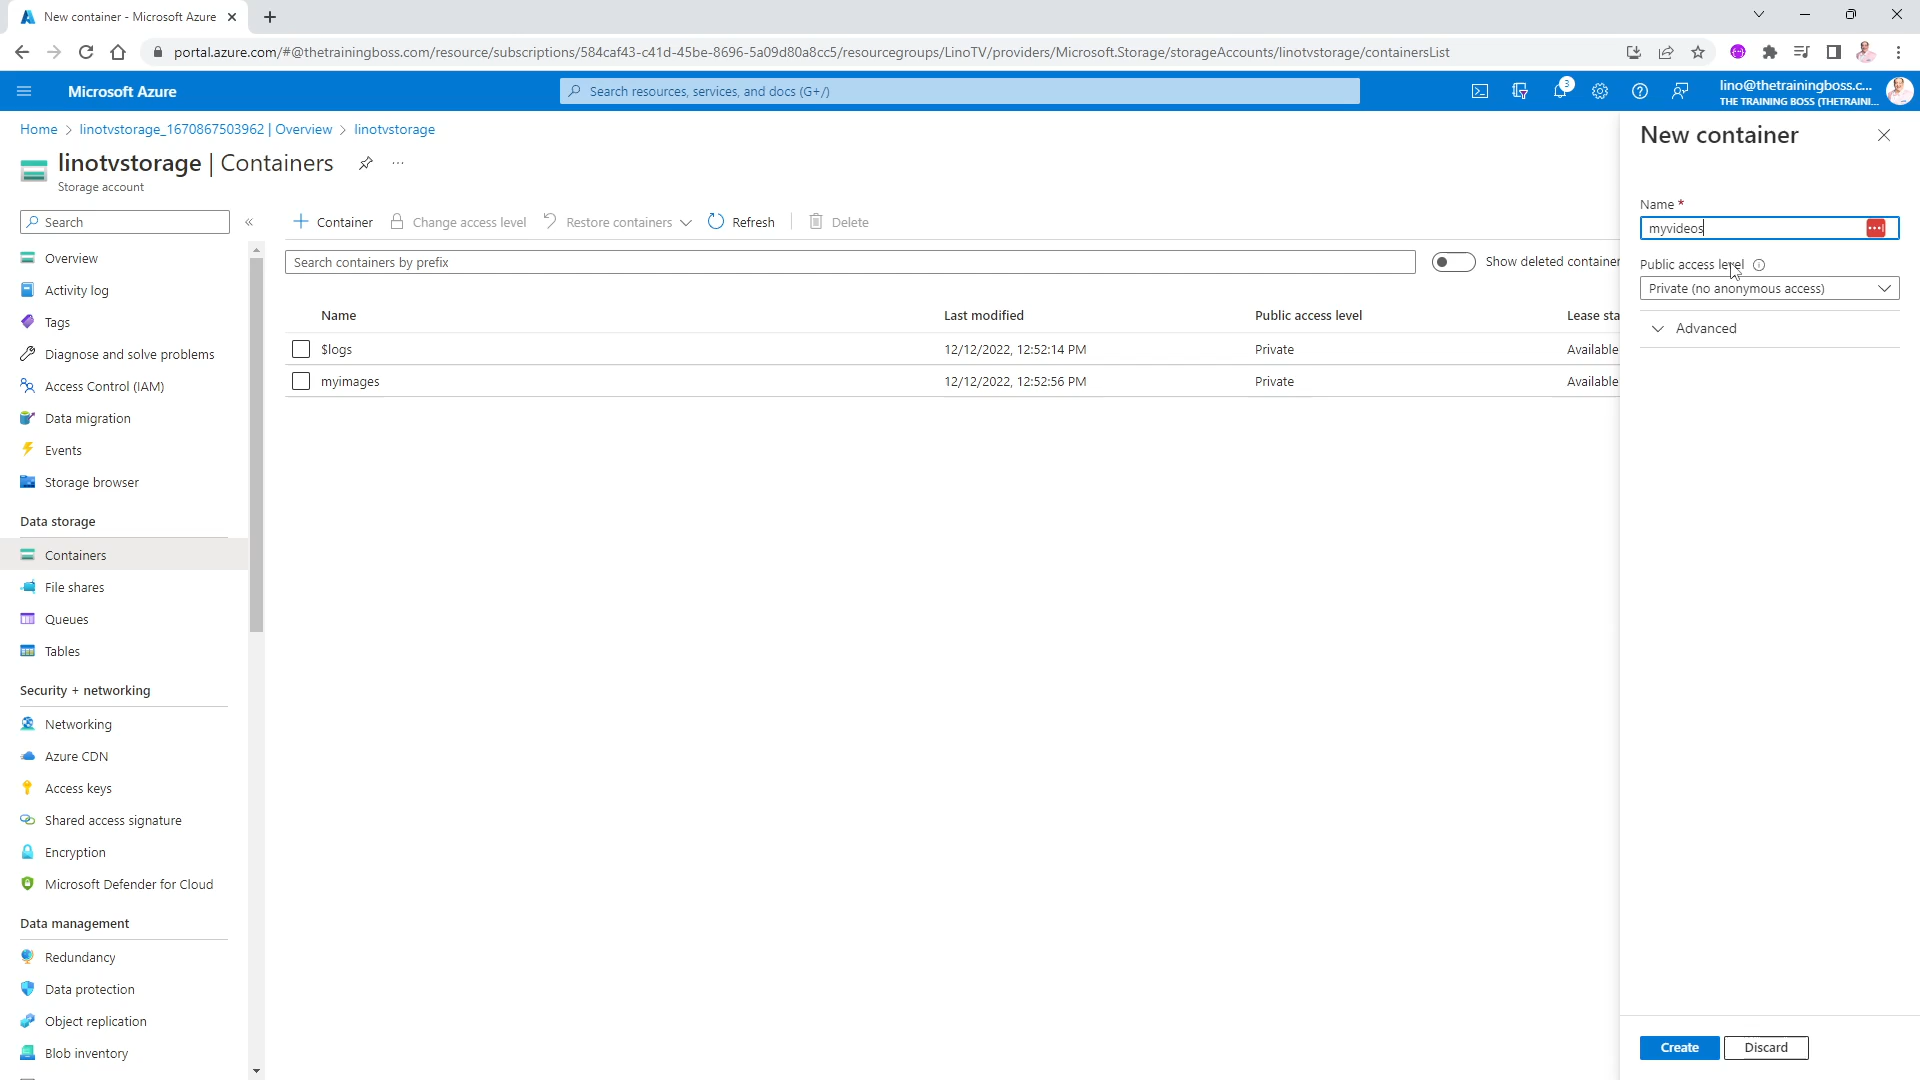 New container - Microsoft Azure
portal.azure.com/#@thetrainingboss.com/resource/subscriptions/584caf43-c41d-45be-8696-5a09d80a8cc5/resourcegroups/LinoTV/providers/Microsoft.Storage/storageAccounts/linotvstorage/containersList
Microsoft Azure
Search resources, services, and docs (G+/)
3
lino@thetrainingboss.c...
THE TRAINING BOSS (THETRAINI...
Home > linotvstorage_1670867503962 | Overview > linotvstorage
linotvstorage | Containers
Storage account
Search
Overview
Activity log
Tags
Diagnose and solve problems
Access Control (IAM)
Data migration
Events
Storage browser
Data storage
Containers
File shares
Queues
Tables
Security + networking
Networking
Azure CDN
Access keys
Shared access signature
Encryption
Microsoft Defender for Cloud
Data management
Redundancy
Data protection
Object replication
Blob inventory
Container Change access level Restore containers Refresh Delete
Search containers by prefix
Show deleted container
Name Last modified Public access level Lease sta
$logs 12/12/2022, 12:52:14 PM Private Available
myimages 12/12/2022, 12:52:56 PM Private Available
New container
Name *
myvideos
Public access level
Private (no anonymous access)
Advanced
Create Discard